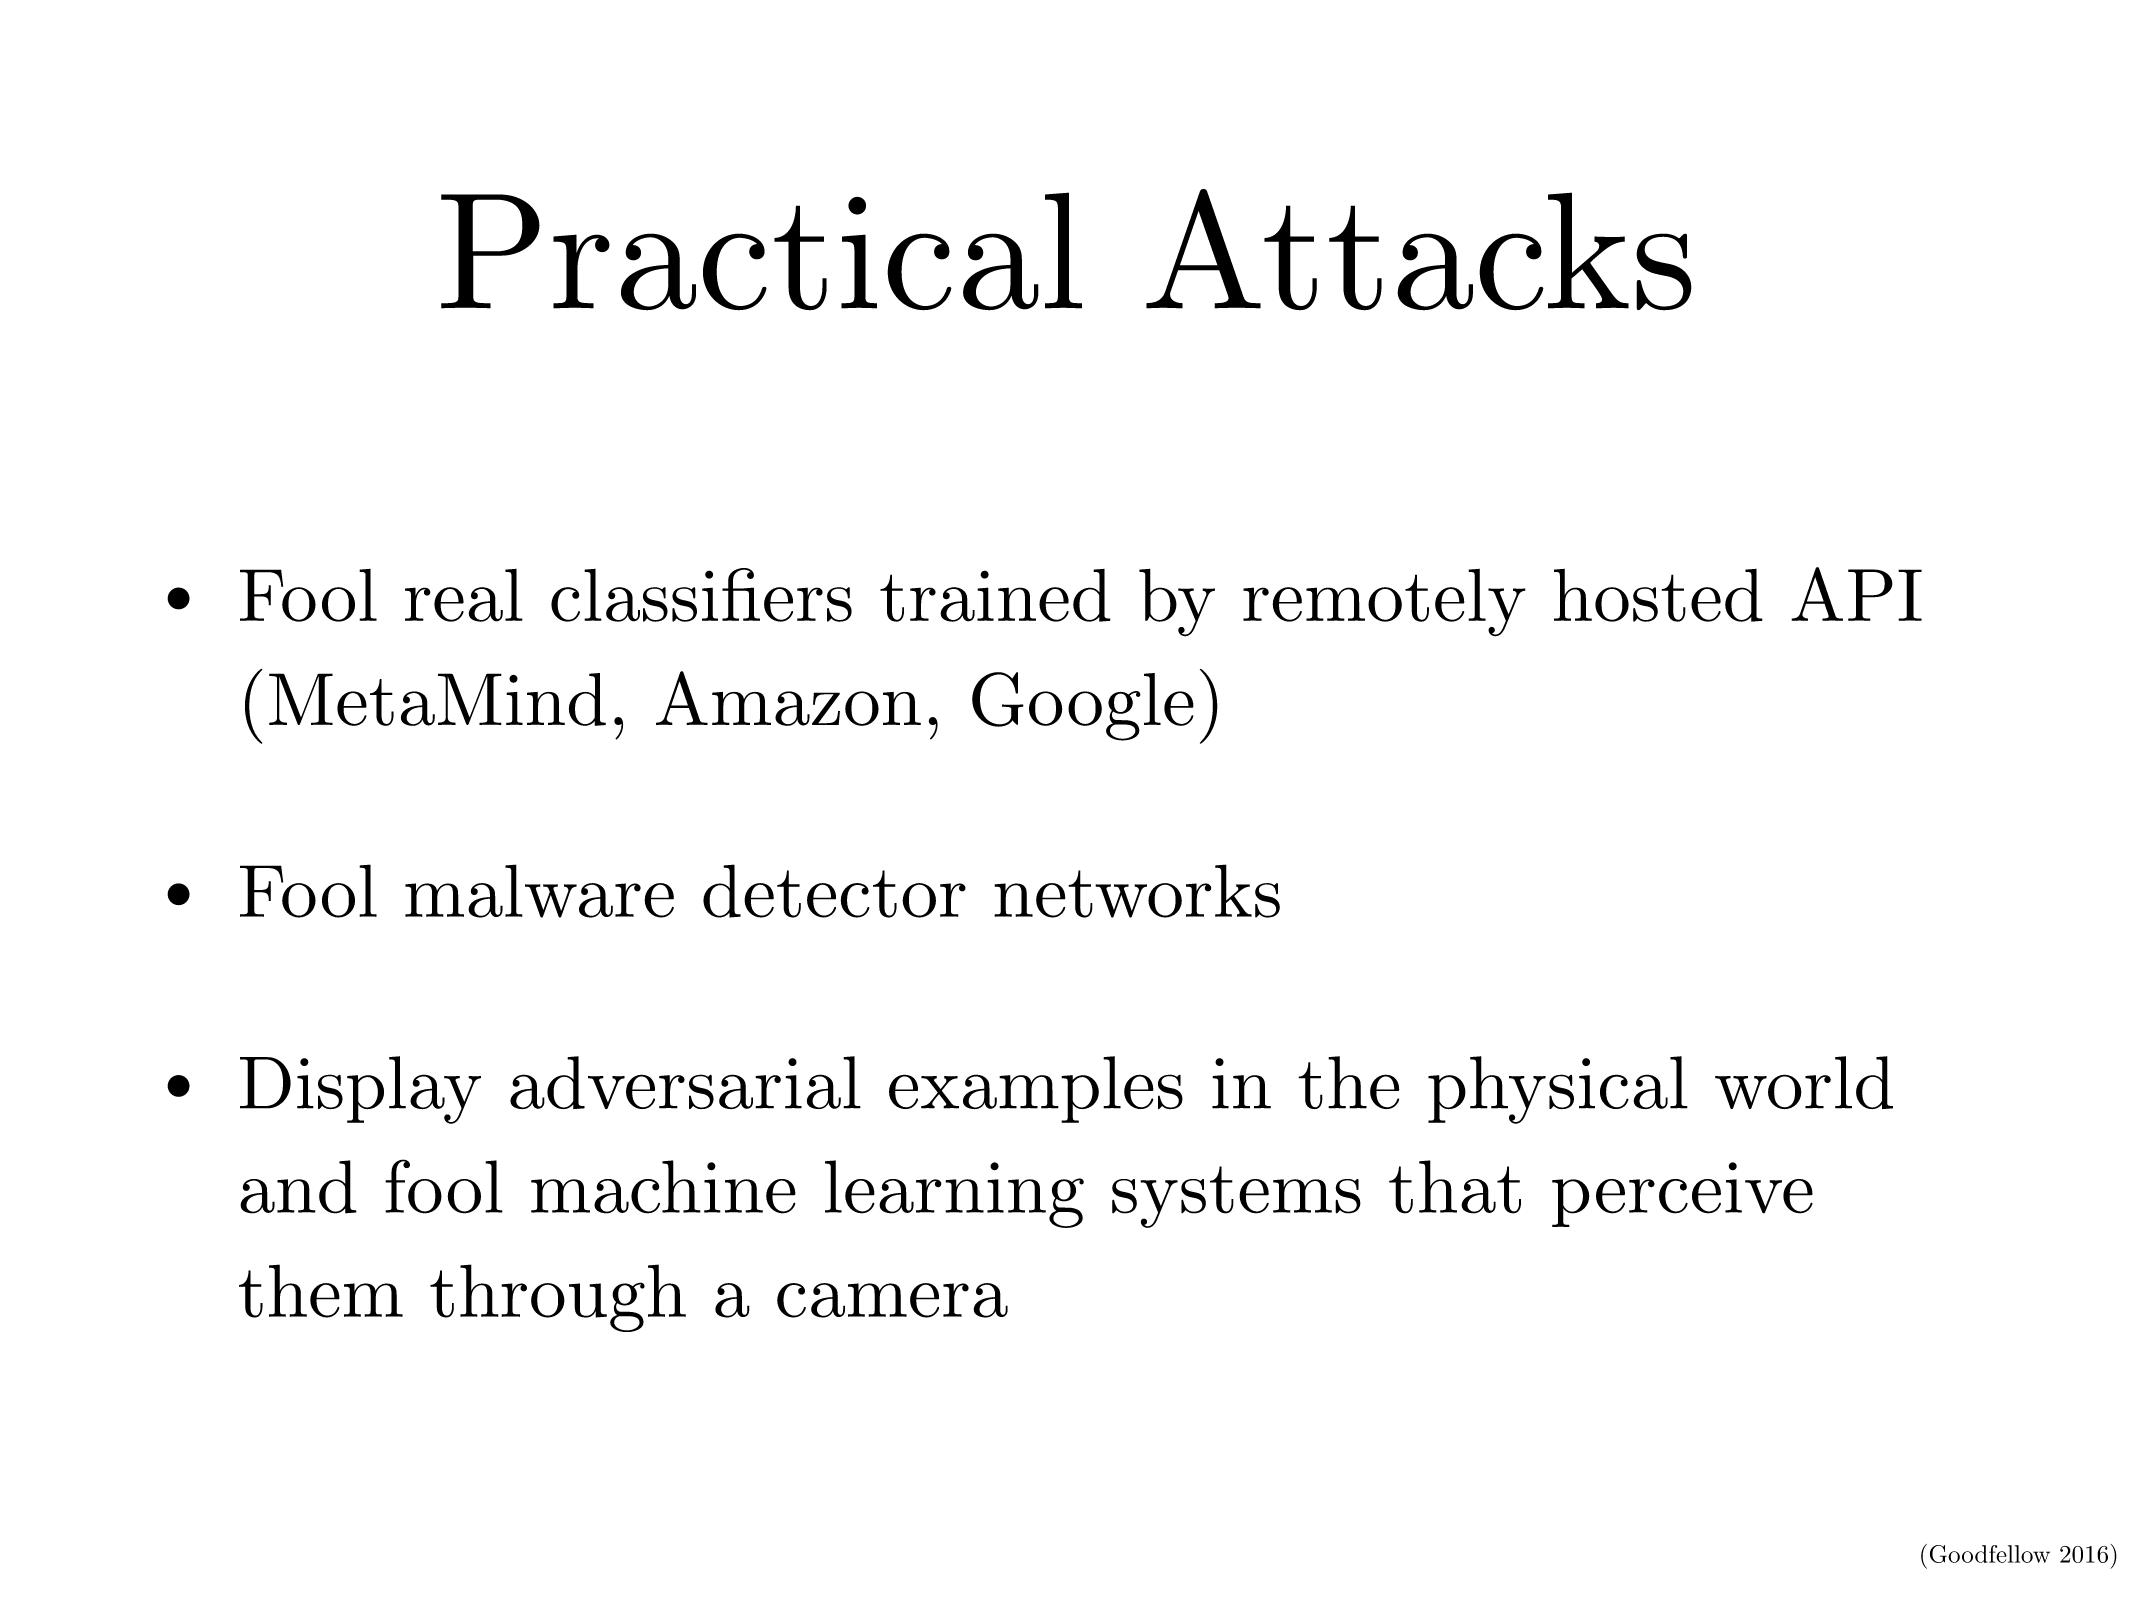 Practical Attacks
• Fool real classifiers trained by remotely hosted API
(MetaMind, Amazon, Google)
• Fool malware detector networks
• Display adversarial examples in the physical world
and fool machine learning systems that perceive
them through a camera
(Goodfellow 2016)